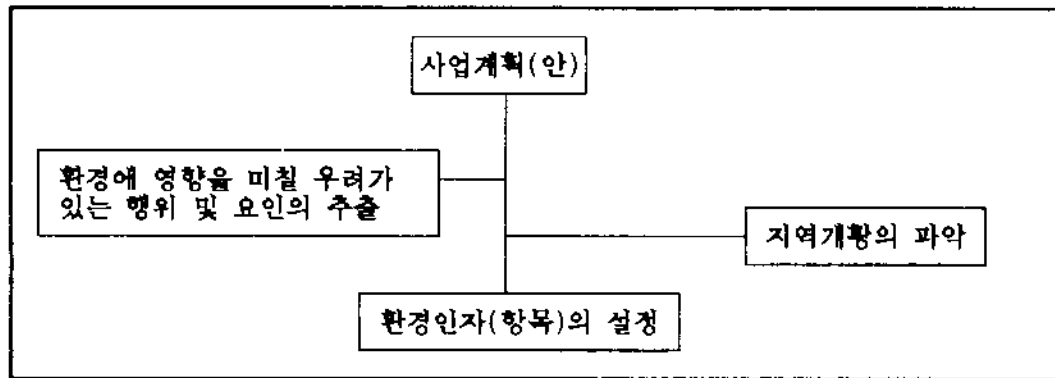 사업계획(안)
환경에 영향을 미칠 우려가
있는 행위 및 요인의 추출
지역개황의 파악
환경인자(항목)의 설정